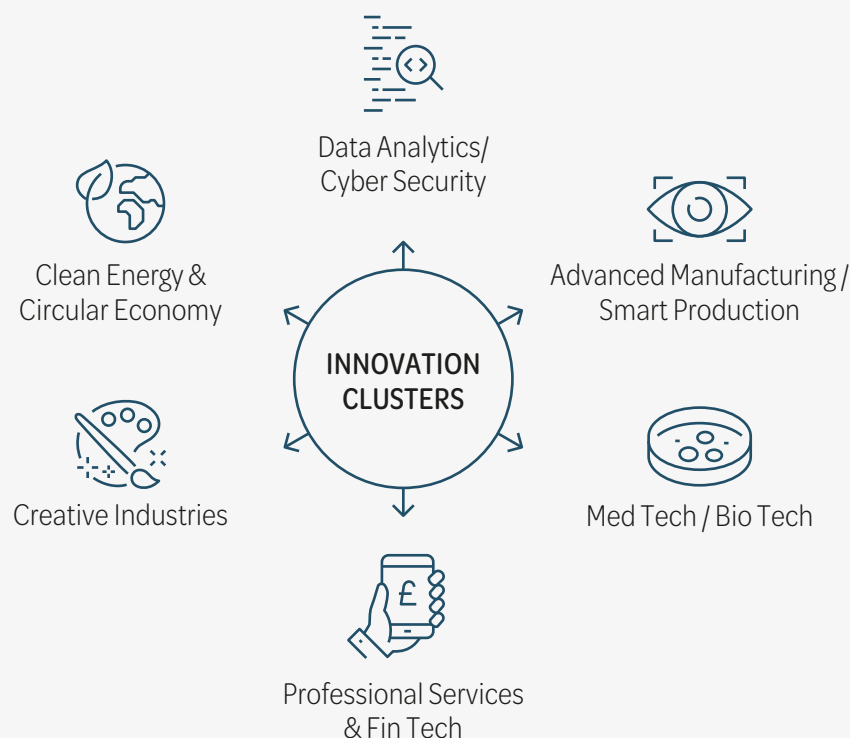 Data Analytics/
Cyber Security
Clean Energy &
Circular Economy
Advanced Manufacturing /
Smart Production
INNOVATION
CLUSTERS
Creative Industries
Med Tech / Bio Tech
£
Professional Services
& Fin Tech